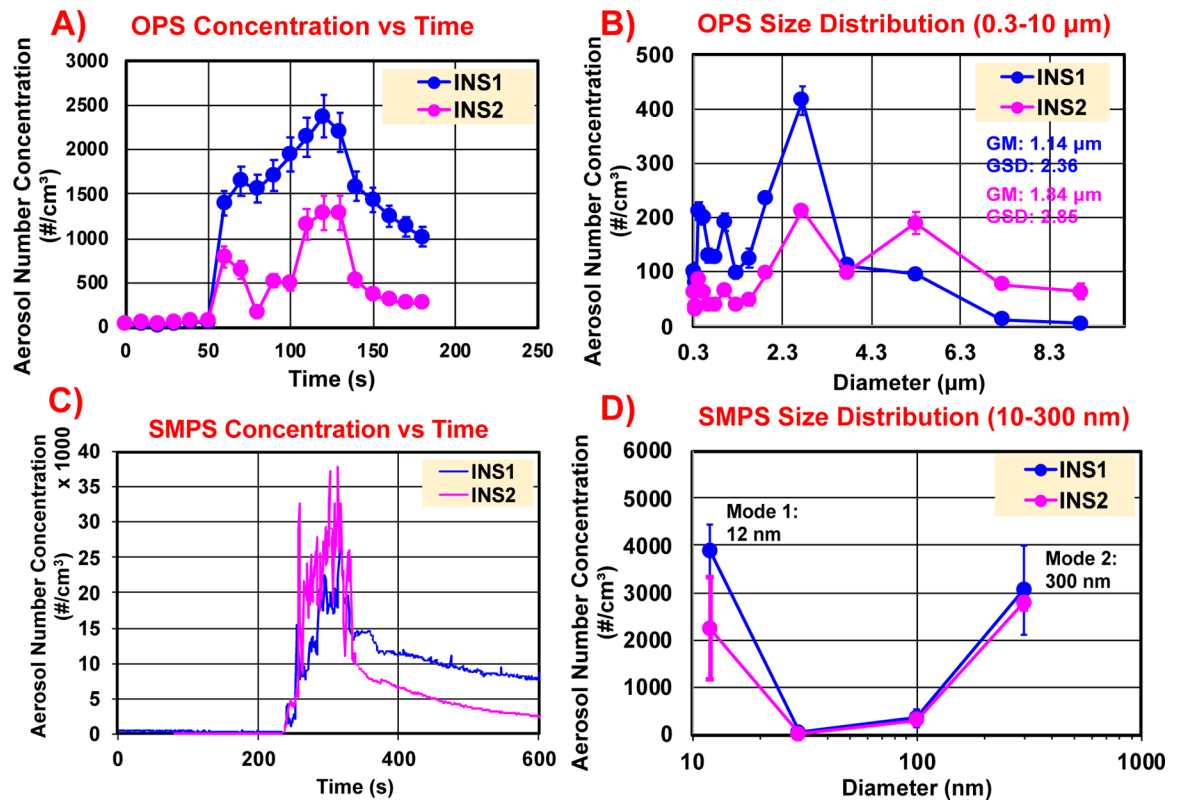 A)
OPS Concentration vs Time
Aerosol Number Concentration
(#/cm³)
3000
2500
2000
1500
1000
500
0
0
50
100
150
200
250
Time (s)
INS1
INS2
B)
OPS Size Distribution (0.3-10 µm)
Aerosol Number Concentration
(#/cm³)
500
400
300
200
100
0
0.3
2.3
4.3
6.3
8.3
Diameter (µm)
INS1
INS2
GM: 1.14 µm
GSD: 2.36
GM: 1.84 µm
GSD: 2.85
C)
SMPS Concentration vs Time
Aerosol Number Concentration
x 1000
(#/cm³)
40
35
30
25
20
15
10
5
0
0
200
400
600
Time (s)
INS1
INS2
D)
SMPS Size Distribution (10-300 nm)
Aerosol Number Concentration
(#/cm³)
6000
5000
4000
3000
2000
1000
0
10
100
1000
Diameter (nm)
INS1
INS2
Mode 1:
12 nm
Mode 2:
300 nm